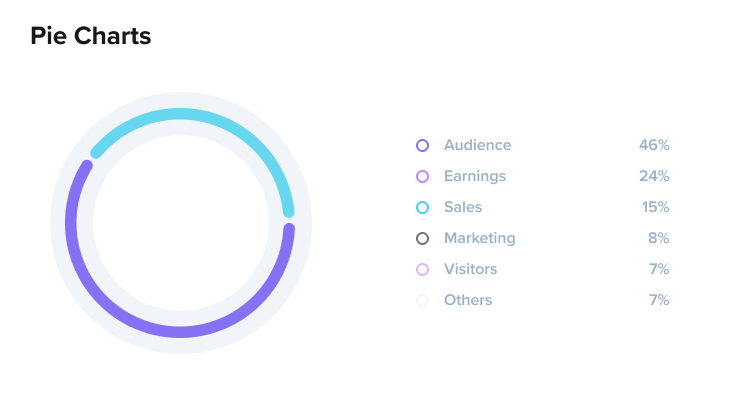 Pie Charts
Audience 46%
Earnings 24%
Sales 15%
Marketing 8%
Visitors 7%
Others 7%